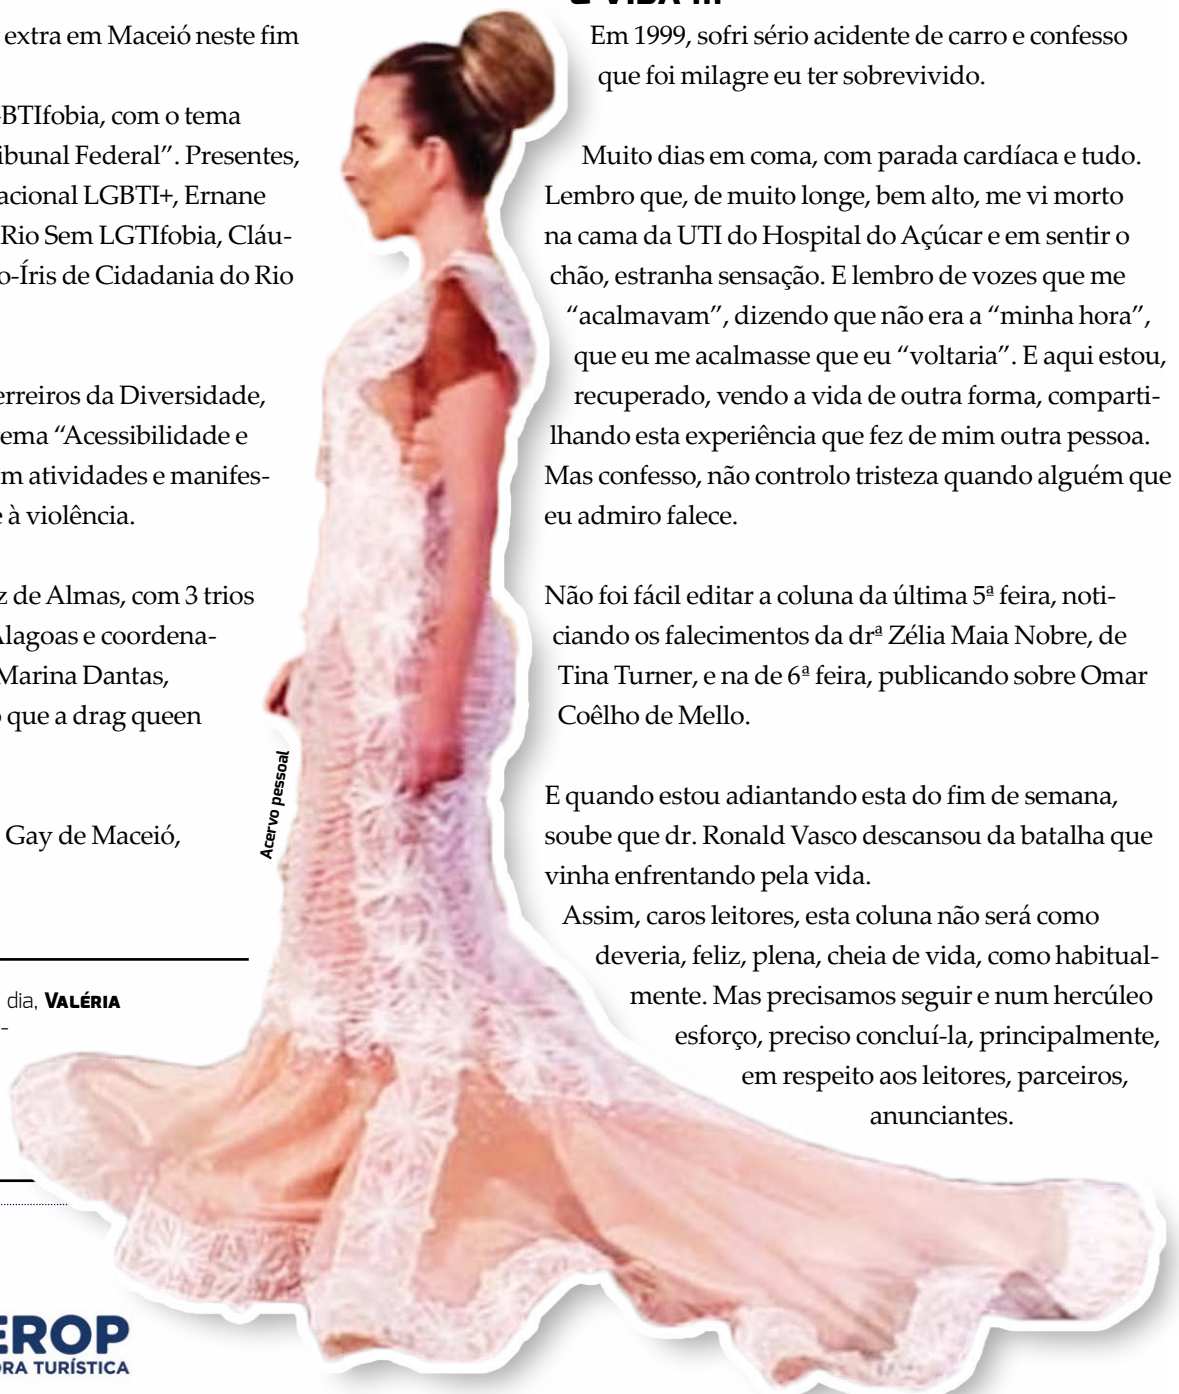 extra em Maceió neste fim
BTIfobia, com o tema
ibunal Federal”. Presentes,
acional LGBTI+, Ernane
Rio Sem LGTIfobia, Cláu-
o-Íris de Cidadania do Rio
erreiros da Diversidade,
ema “Acessibilidade e
m atividades e manifes-
e à violência.
z de Almas, com 3 trios
Alagoas e coordena-
Marina Dantas,
o que a drag queen
Gay de Maceió,
dia, VALÉRIA
-
EROP
ORA TURÍSTICA
Acervo pessoal
& VIDA ...
Em 1999, sofri sério acidente de carro e confesso
que foi milagre eu ter sobrevivido.
Muito dias em coma, com parada cardíaca e tudo.
Lembro que, de muito longe, bem alto, me vi morto
na cama da UTI do Hospital do Açúcar e em sentir o
chão, estranha sensação. E lembro de vozes que me
“acalmavam”, dizendo que não era a “minha hora”,
que eu me acalmasse que eu “voltaria”. E aqui estou,
recuperado, vendo a vida de outra forma, comparti-
lhando esta experiência que fez de mim outra pessoa.
Mas confesso, não controlo tristeza quando alguém que
eu admiro falece.
Não foi fácil editar a coluna da última 5ª feira, noti-
ciando os falecimentos da drª Zélia Maia Nobre, de
Tina Turner, e na de 6ª feira, publicando sobre Omar
Coêlho de Mello.
E quando estou adiantando esta do fim de semana,
soube que dr. Ronald Vasco descansou da batalha que
vinha enfrentando pela vida.
Assim, caros leitores, esta coluna não será como
deveria, feliz, plena, cheia de vida, como habitual-
mente. Mas precisamos seguir e num hercúleo
esforço, preciso concluí-la, principalmente,
em respeito aos leitores, parceiros,
anunciantes.